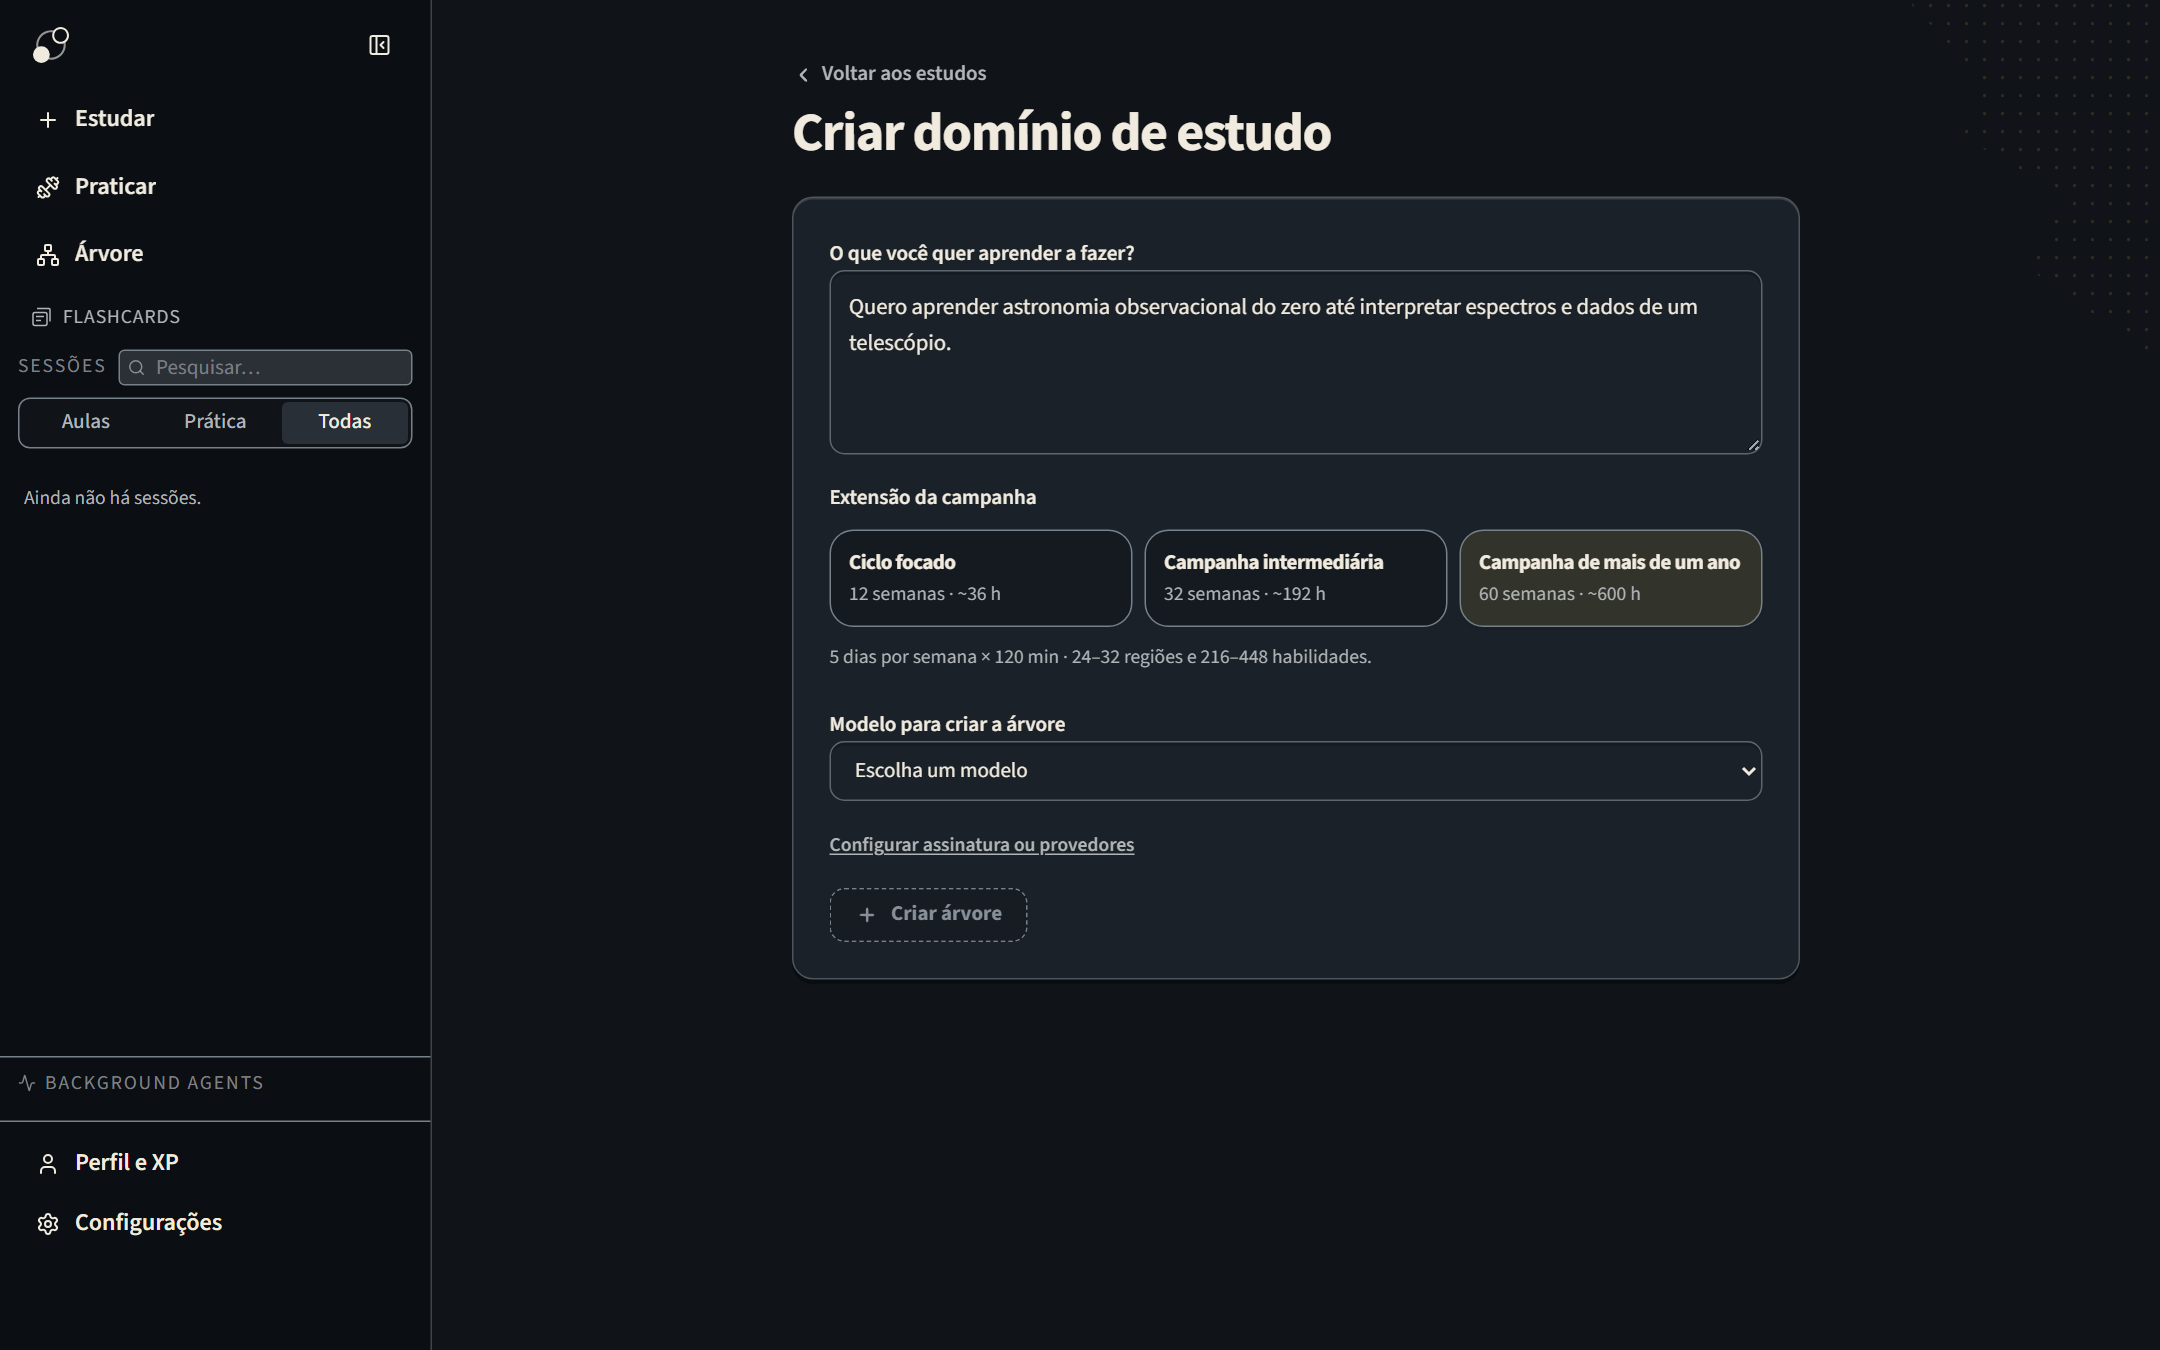 Estudar
Praticar
Árvore
FLASHCARDS
SESSÕES
Pesquisar...
Aulas
Prática
Todas
Ainda não há sessões.
BACKGROUND AGENTS
Perfil e XP
Configurações
Voltar aos estudos
Criar domínio de estudo
O que você quer aprender a fazer?
Quero aprender astronomia observacional do zero até interpretar espectros e dados de um
telescópio.
Extensão da campanha
Ciclo focado
12 semanas · ~36 h
Campanha intermediária
32 semanas · ~192 h
Campanha de mais de um ano
60 semanas · ~600 h
5 dias por semana × 120 min · 24–32 regiões e 216–448 habilidades.
Modelo para criar a árvore
Escolha um modelo
Configurar assinatura ou provedores
Criar árvore